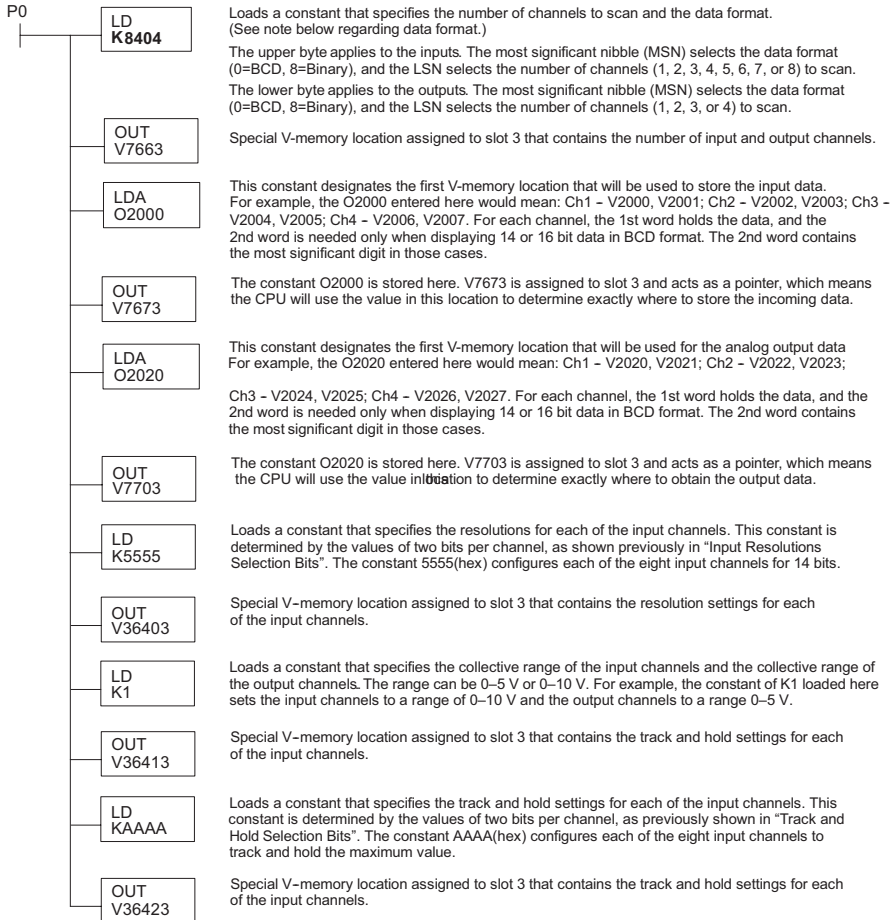 P0
LD
K8404
Loads a constant that specifies the number of channels to scan and the data format.
(See note below regarding data format.)
The upper byte applies to the inputs. The most significant nibble (MSN) selects the data format
(0=BCD, 8=Binary), and the LSN selects the number of channels (1, 2, 3, 4, 5, 6, 7, or 8) to scan.
The lower byte applies to the outputs. The most significant nibble (MSN) selects the data format
(0=BCD, 8=Binary), and the LSN selects the number of channels (1, 2, 3, or 4) to scan.
OUT
V7663
Special V-memory location assigned to slot 3 that contains the number of input and output channels.
LDA
O2000
This constant designates the first V-memory location that will be used to store the input data.
For example, the O2000 entered here would mean: Ch1 - V2000, V2001; Ch2 - V2002, V2003; Ch3 -
V2004, V2005; Ch4 - V2006, V2007. For each channel, the 1st word holds the data, and the
2nd word is needed only when displaying 14 or 16 bit data in BCD format. The 2nd word contains
the most significant digit in those cases.
OUT
V7673
The constant O2000 is stored here. V7673 is assigned to slot 3 and acts as a pointer, which means
the CPU will use the value in this location to determine exactly where to store the incoming data.
LDA
O2020
This constant designates the first V-memory location that will be used for the analog output data
For example, the O2020 entered here would mean: Ch1 - V2020, V2021; Ch2 - V2022, V2023;
Ch3 - V2024, V2025; Ch4 - V2026, V2027. For each channel, the 1st word holds the data, and the
2nd word is needed only when displaying 14 or 16 bit data in BCD format. The 2nd word contains
the most significant digit in those cases.
OUT
V7703
The constant O2020 is stored here. V7703 is assigned to slot 3 and acts as a pointer, which means
the CPU will use the value in this location to determine exactly where to obtain the output data.
LD
K5555
Loads a constant that specifies the resolutions for each of the input channels. This constant is
determined by the values of two bits per channel, as shown previously in “Input Resolutions
Selection Bits”. The constant 5555(hex) configures each of the eight input channels for 14 bits.
OUT
V36403
Special V-memory location assigned to slot 3 that contains the resolution settings for each
of the input channels.
LD
K1
Loads a constant that specifies the collective range of the input channels and the collective range of
the output channels. The range can be 0–5 V or 0–10 V. For example, the constant of K1 loaded here
sets the input channels to a range of 0–10 V and the output channels to a range 0–5 V.
OUT
V36413
Special V-memory location assigned to slot 3 that contains the track and hold settings for each
of the input channels.
LD
KAAAA
Loads a constant that specifies the track and hold settings for each of the input channels. This
constant is determined by the values of two bits per channel, as previously shown in “Track and
Hold Selection Bits”. The constant AAAA(hex) configures each of the eight input channels to
track and hold the maximum value.
OUT
V36423
Special V-memory location assigned to slot 3 that contains the track and hold settings for each
of the input channels.